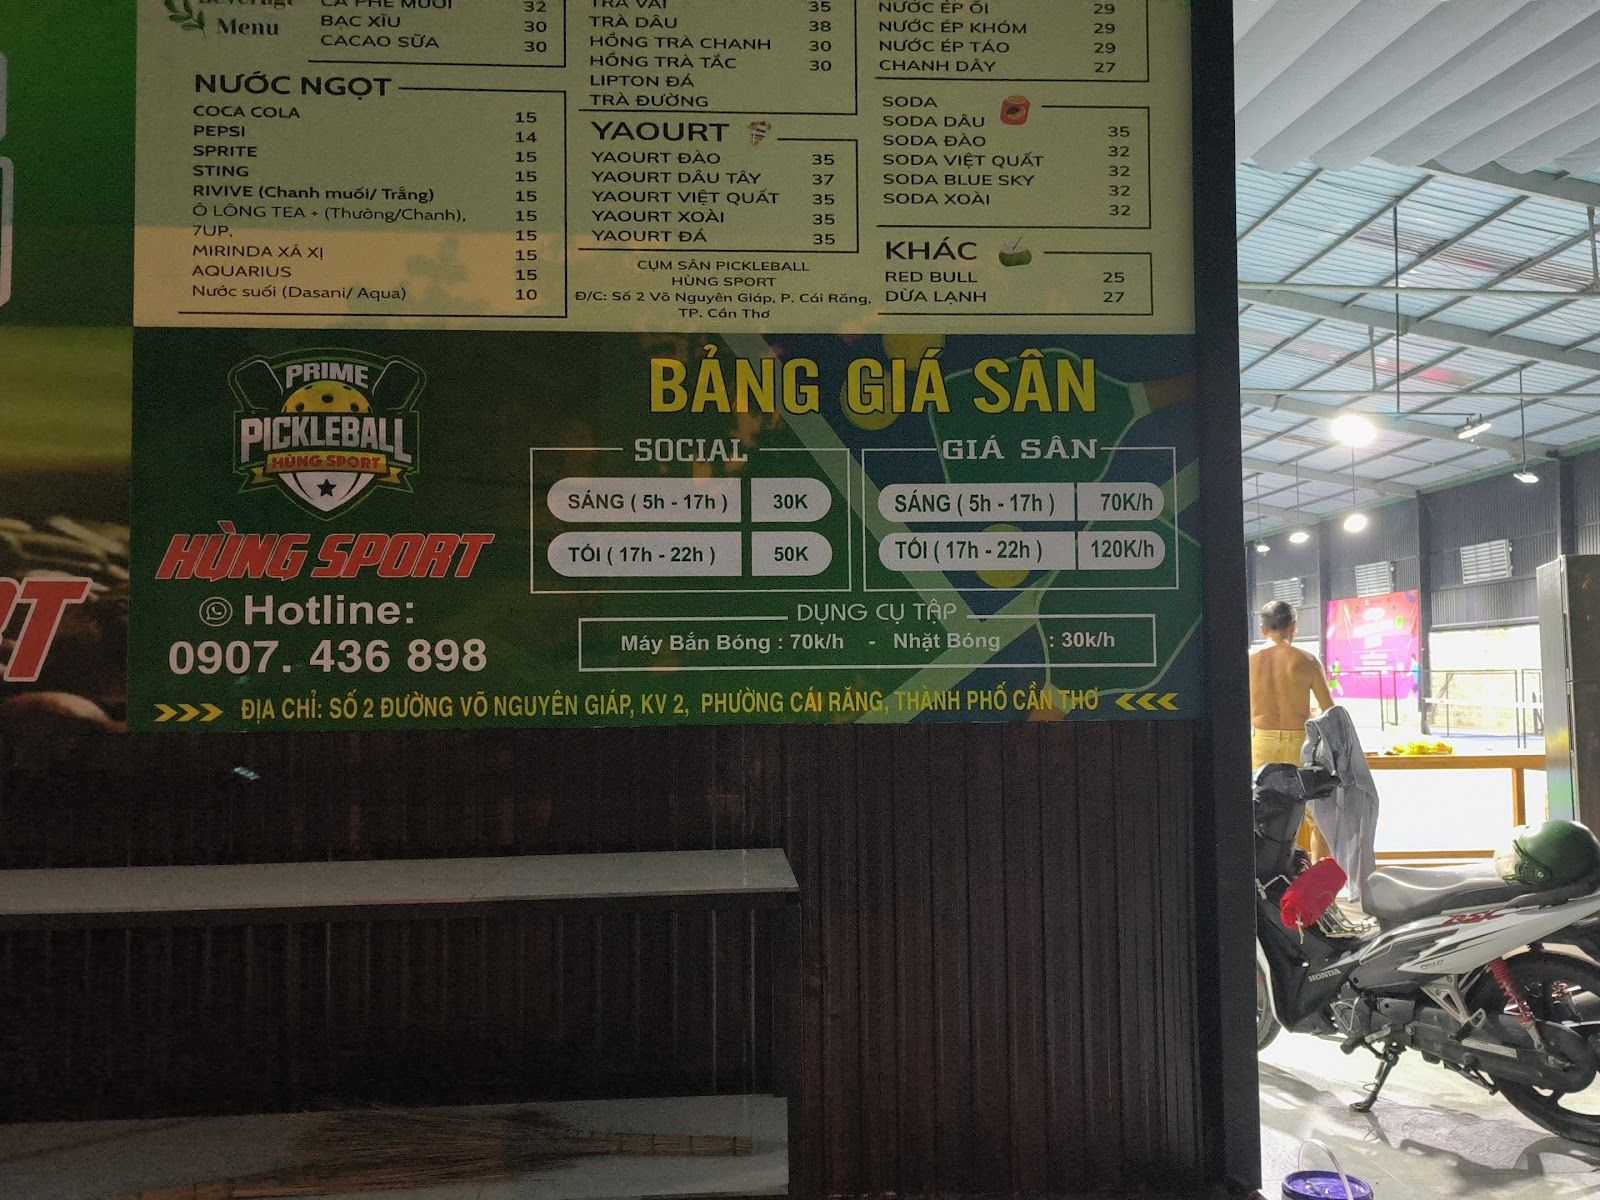 Beverage
Menu
CÀ PHÊ MUỐI 32
BẠC XỈU 30
CACAO SỮA 30
NƯỚC NGỌT
COCA COLA 15
PEPSI 14
SPRITE 15
STING 15
RIVIVE (Chanh muối/ Trắng) 15
Ô LÔNG TEA + (Thường/Chanh), 15
7UP. 15
MIRINDA XÁ XỊ 15
AQUARIUS 15
Nước suối (Dasani/ Aqua) 10
TRÀ VẢI 35
TRÀ DÂU 38
HỒNG TRÀ CHANH 30
HỒNG TRÀ TẮC 30
LIPTON ĐÁ
TRÀ ĐƯỜNG
YAOURT
YAOURT ĐÀO 35
YAOURT DÂU TÂY 37
YAOURT VIỆT QUẤT 35
YAOURT XOÀI 35
YAOURT ĐÁ 35
CỤM SÂN PICKLEBALL
HÙNG SPORT
Đ/C: Số 2 Võ Nguyên Giáp, P. Cái Răng,
TP. Cần Thơ
NƯỚC ÉP ỔI 29
NƯỚC ÉP KHÓM 29
NƯỚC ÉP TÁO 29
CHANH DÂY 27
SODA
SODA DÂU 35
SODA ĐÀO 32
SODA VIỆT QUẤT 32
SODA BLUE SKY 32
SODA XOÀI 32
KHÁC
RED BULL 25
DỪA LẠNH 27
PRIME
PICKLEBALL
HÙNG SPORT
HÙNG SPORT
Hotline:
0907. 436 898
BẢNG GIÁ SÂN
SOCIAL
SÁNG ( 5h - 17h ) 30K
TỐI ( 17h - 22h ) 50K
GIÁ SÂN
SÁNG ( 5h - 17h ) 70K/h
TỐI ( 17h - 22h ) 120K/h
DỤNG CỤ TẬP
Máy Bắn Bóng : 70k/h - Nhặt Bóng : 30k/h
ĐỊA CHỈ: SỐ 2 ĐƯỜNG VÕ NGUYÊN GIÁP, KV 2, PHƯỜNG CÁI RĂNG, THÀNH PHỐ CẦN THƠ
HONDA